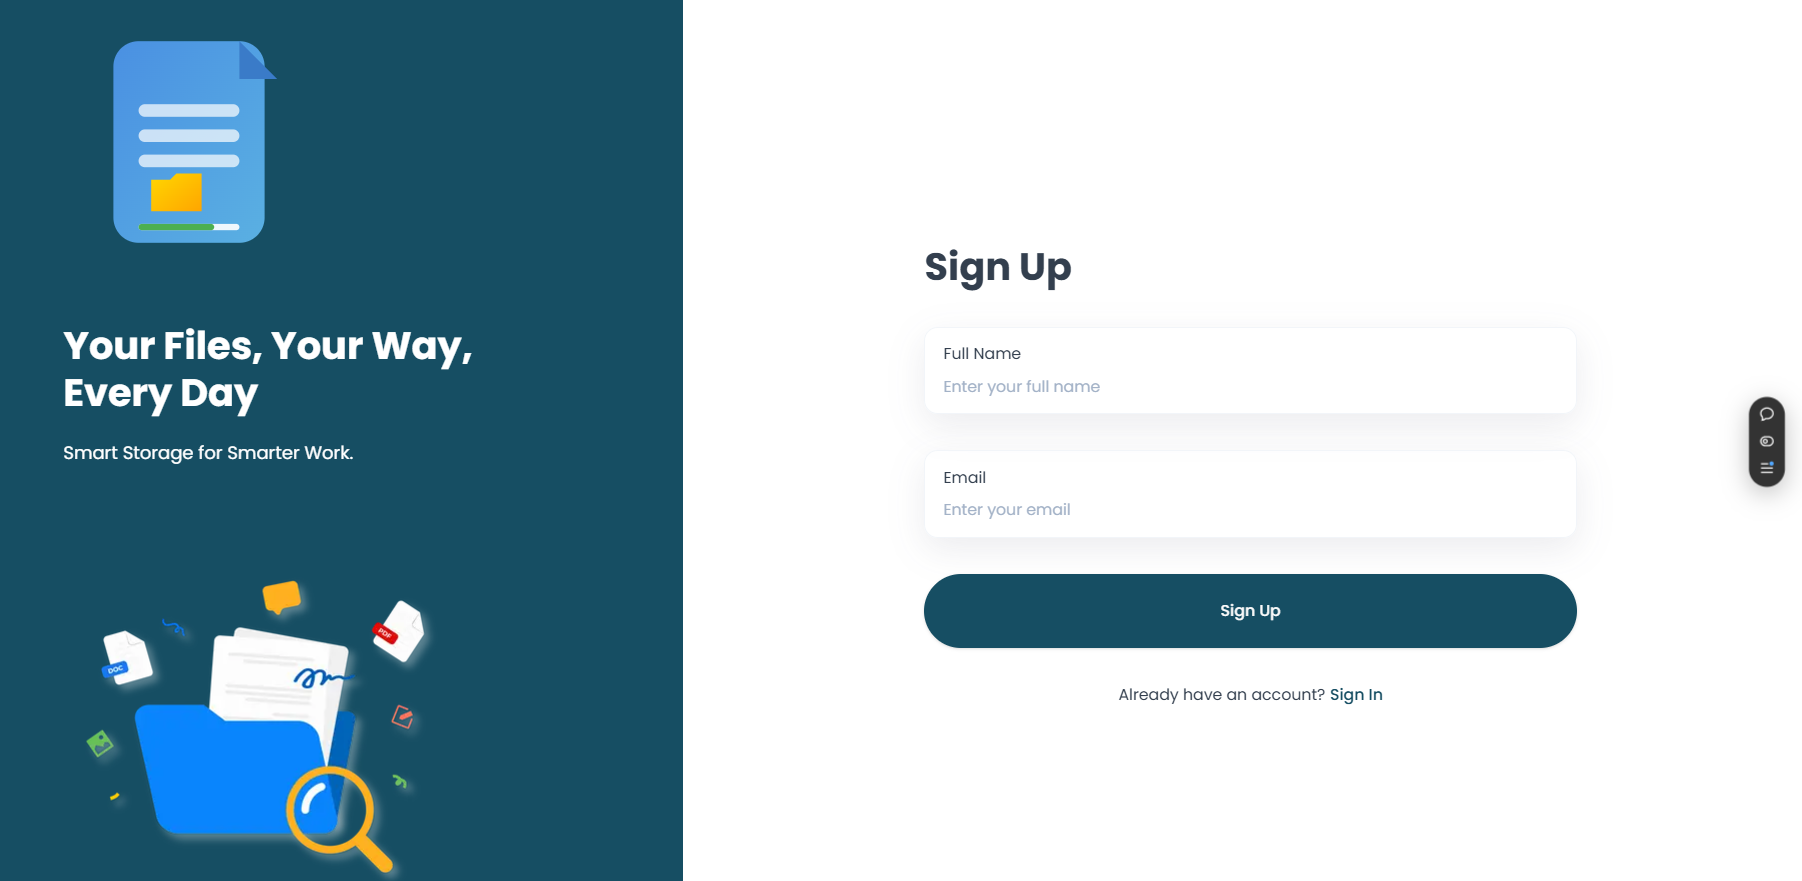 Your Files, Your Way,
Every Day
Smart Storage for Smarter Work.
DOC
PDF
Sign Up
Full Name
Enter your full name
Email
Enter your email
Sign Up
Already have an account? Sign In